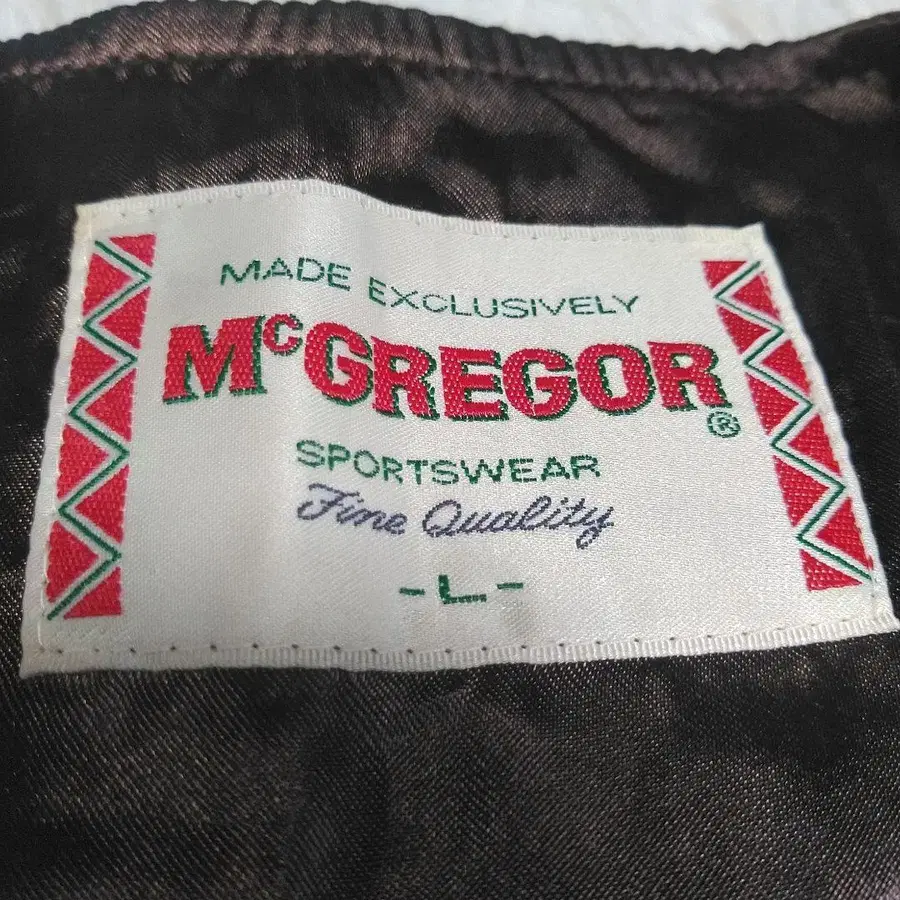 MADE EXCLUSIVELY
McGREGOR®
SPORTSWEAR
Fine Quality
-L-